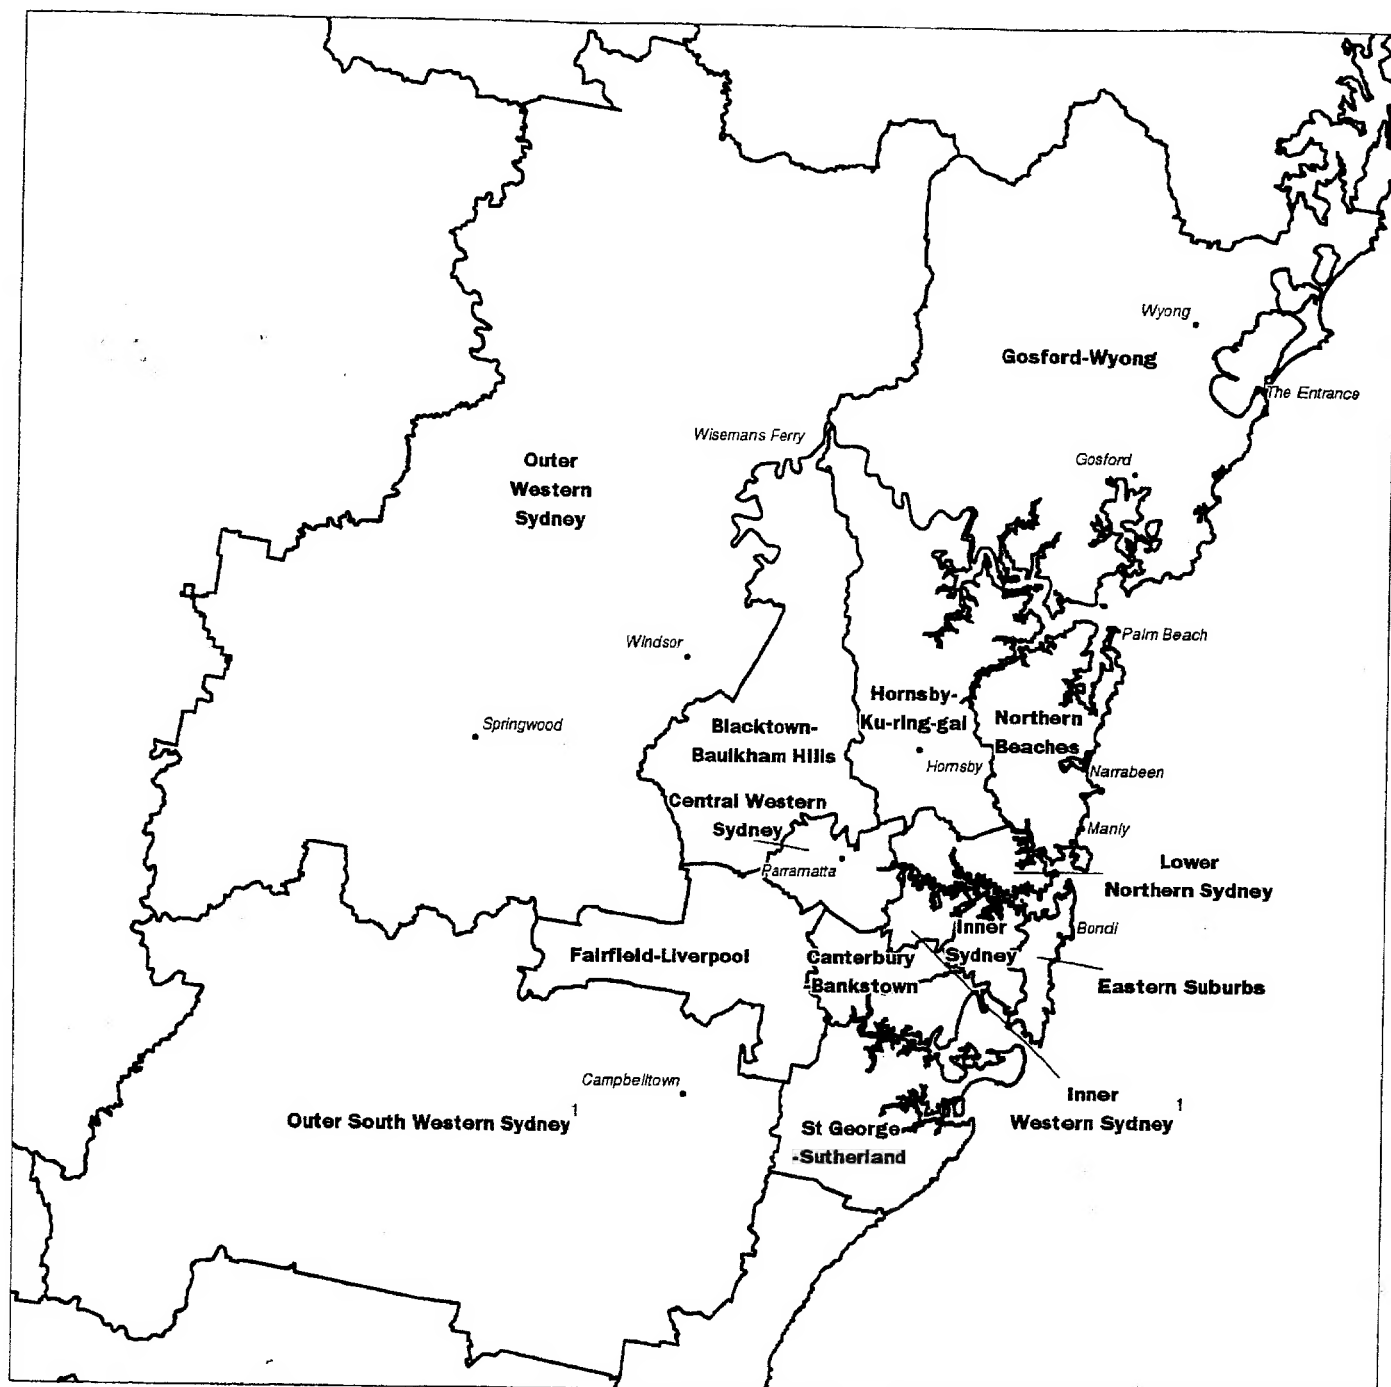 Wyong
Gosford-Wyong
The Entrance
Wisemans Ferry
Outer
Western
Sydney
Gosford
Windsor
Palm Beach
Springwood
Hornsby-
Ku-ring-gai
Northern
Beaches
Blacktown-
Baulkham Hills
Hornsby
Narrabeen
Central Western
Sydney
Manly
Parramatta
Lower
Northern Sydney
Inner
Sydney
Bondi
Fairfield-Liverpool
Canterbury
-Bankstown
Eastern Suburbs
Campbelltown
Outer South Western Sydney 1
Inner
Western Sydney 1
St George
-Sutherland